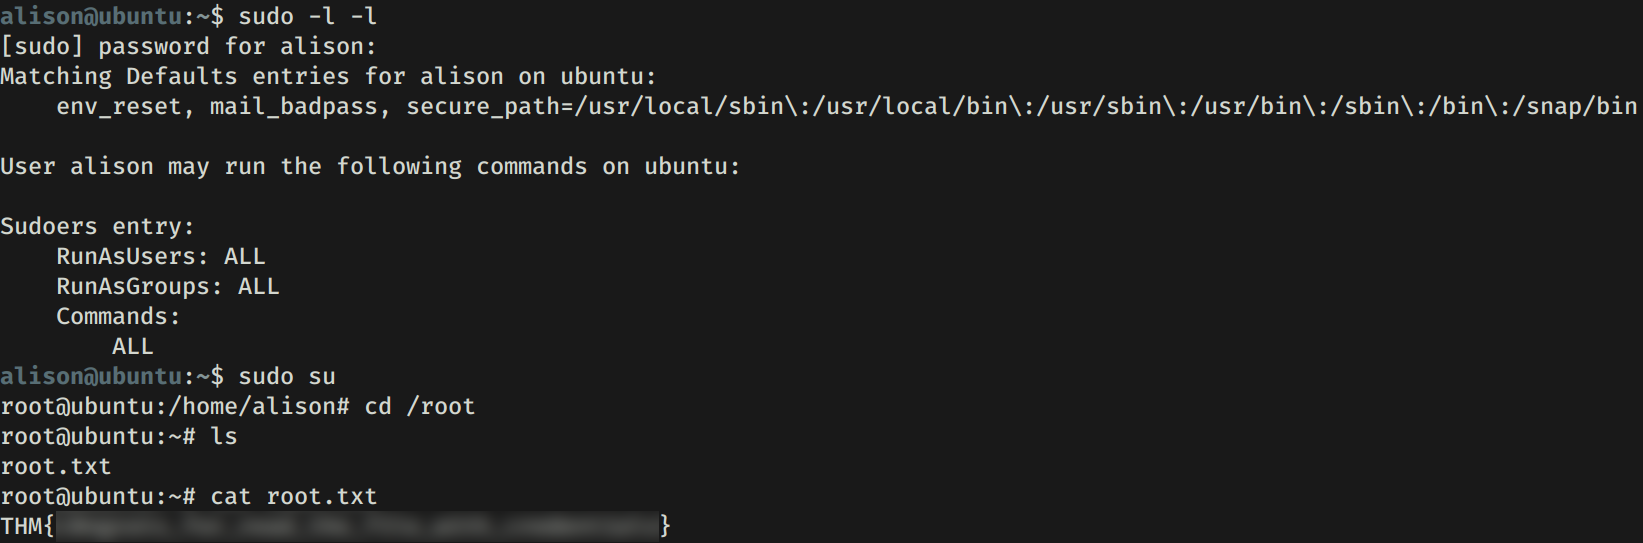 alison@ubuntu:~$ sudo -l -l
[sudo] password for alison:
Matching Defaults entries for alison on ubuntu:
    env_reset, mail_badpass, secure_path=/usr/local/sbin\:/usr/local/bin\:/usr/sbin\:/usr/bin\:/sbin\:/bin\:/snap/bin
User alison may run the following commands on ubuntu:
Sudoers entry:
    RunAsUsers: ALL
    RunAsGroups: ALL
    Commands:
        ALL
alison@ubuntu:~$ sudo su
root@ubuntu:/home/alison# cd /root
root@ubuntu:~# ls
root.txt
root@ubuntu:~# cat root.txt
THM{ }